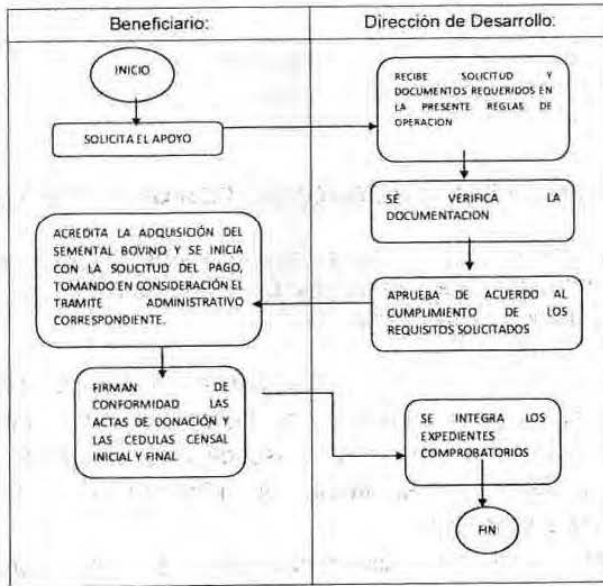 Beneficiario:
Dirección de Desarrollo:
INICIO
SOLICITA EL APOYO
RECIBE SOLICITUD Y
DOCUMENTOS REQUERIDOS EN
LA PRESENTE REGLAS DE
OPERACION
SE VERIFICA LA
DOCUMENTACION
APRUEBA DE ACUERDO AL
CUMPLIMIENTO DE LOS
REQUISITOS SOLICITADOS
ACREDITA LA ADQUISICIÓN DEL
SEMENTAL BOVINO Y SE INICIA
CON LA SOLICITUD DEL PAGO,
TOMANDO EN CONSIDERACIÓN EL
TRAMITE ADMINISTRATIVO
CORRESPONDIENTE.
FIRMAN DE
CONFORMIDAD LAS
ACTAS DE DONACIÓN Y
LAS CEDULAS CENSAL
INICIAL Y FINAL
SE INTEGRA LOS
EXPEDIENTES
COMPROBATORIOS
FIN